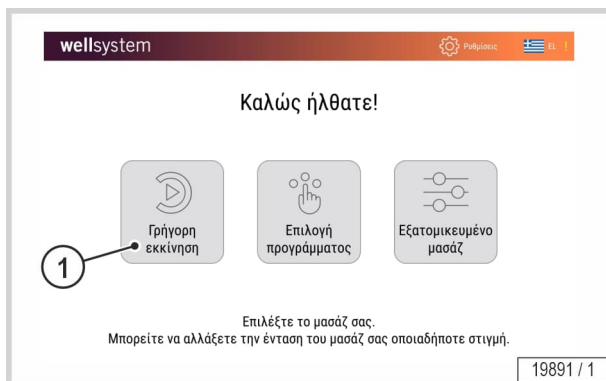 wellsystem
Ρυθμίσεις
EL !
Καλώς ήλθατε!
Γρήγορη
εκκίνηση
Επιλογή
προγράμματος
Εξατομικευμένο
μασάζ
1
Επιλέξτε το μασάζ σας.
Μπορείτε να αλλάξετε την ένταση του μασάζ σας οποιαδήποτε στιγμή.
19891 / 1